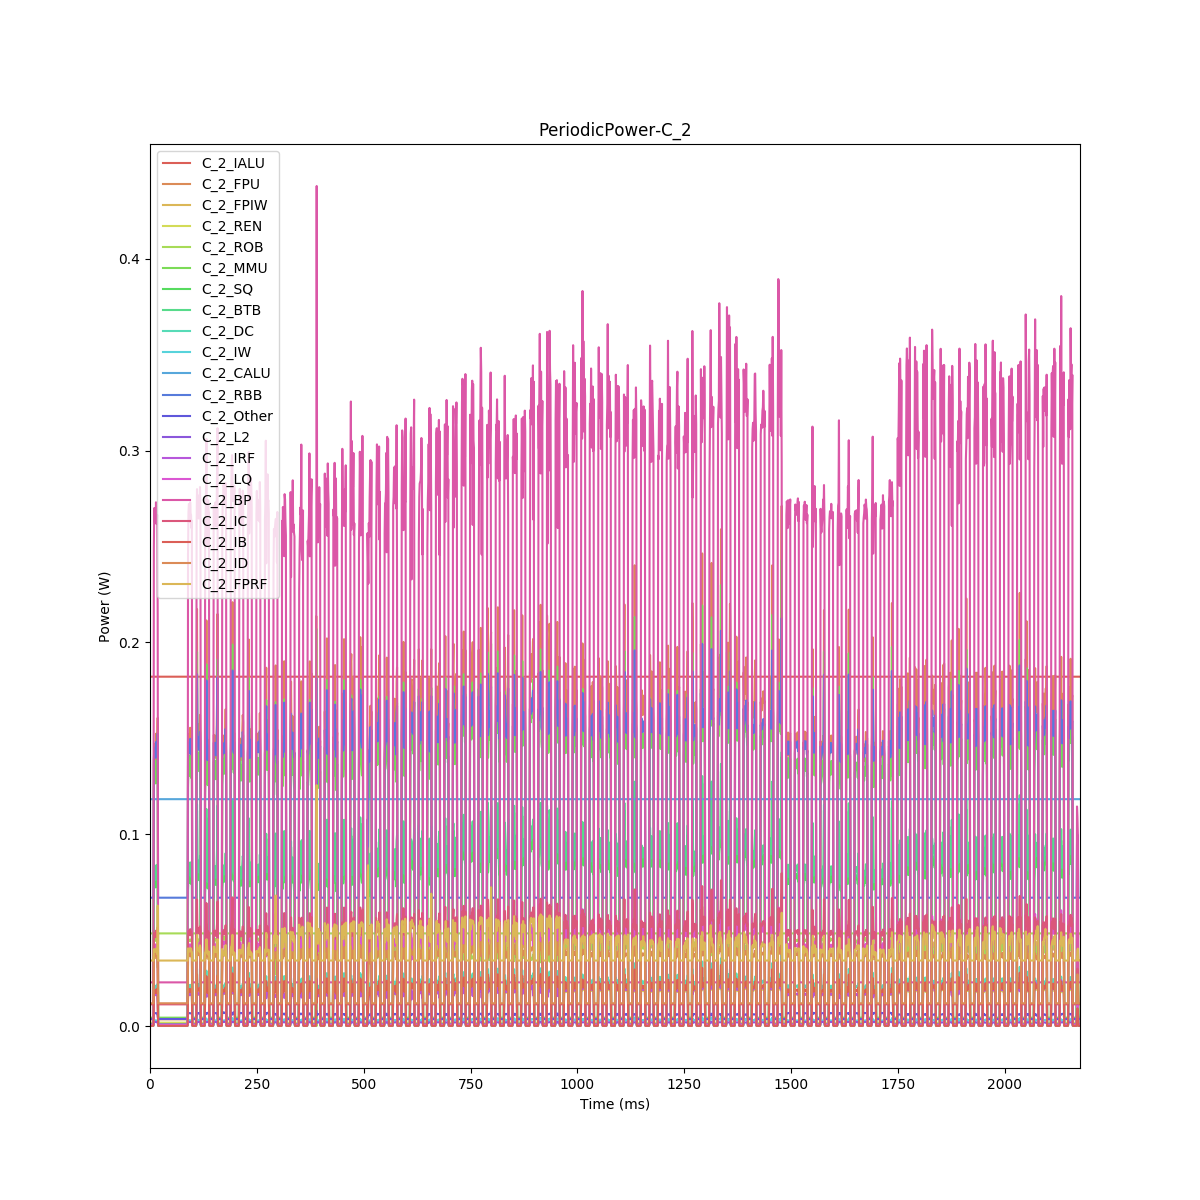 PeriodicPower-C_2
C_2_IALU
C_2_FPU
C_2_FPIW
C_2_REN
C_2_ROB
C_2_MMU
C_2_SQ
C_2_BTB
C_2_DC
C_2_IW
C_2_CALU
C_2_RBB
C_2_Other
C_2_L2
C_2_IRF
C_2_LQ
C_2_BP
C_2_IC
C_2_IB
C_2_ID
C_2_FPRF
0.4
0.3
0.2
0.1
0.0
Power (W)
0 250 500 750 1000 1250 1500 1750 2000
Time (ms)